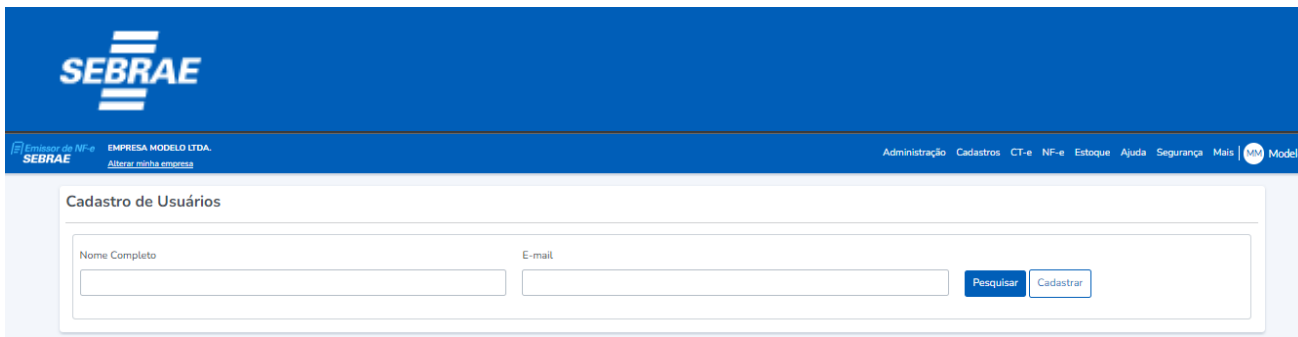 SEBRAE
Emissor de NF-e
SEBRAE
EMPRESA MODELO LTDA.
Alterar minha empresa
Administração Cadastros CT-e NF-e Estoque Ajuda Segurança Mais | MM Model
Cadastro de Usuários
Nome Completo
E-mail
Pesquisar
Cadastrar